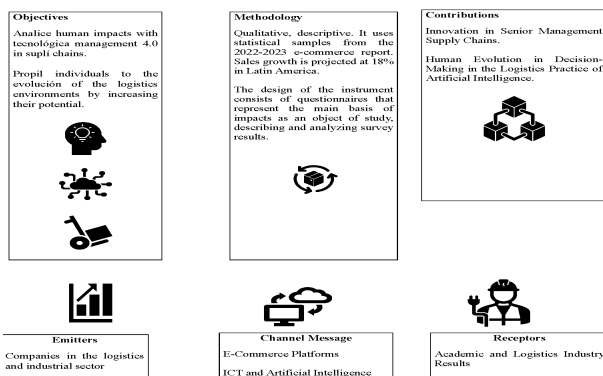 Objectives
Analice human impacts with
tecnológica management 4.0
in suplí chains.
Propil individuals to the
evolución of the logistics
environments by increasing
their potential.
Methodology
Qualitative, descriptive. It uses
statistical samples from the
2022-2023 e-commerce report.
Sales growth is projected at 18%
in Latin America.
The design of the instrument
consists of questionnaires that
represent the main basis of
impacts as an object of study,
describing and analyzing survey
results.
Contributions
Innovation in Senior Management
Supply Chains.
Human Evolution in Decision-
Making in the Logistics Practice of
Artificial Intelligence.
Emitters
Companies in the logistics
and industrial sector
Channel Message
E-Commerce Platforms
ICT and Artificial Intelligence
Receptors
Academic and Logistics Industry
Results